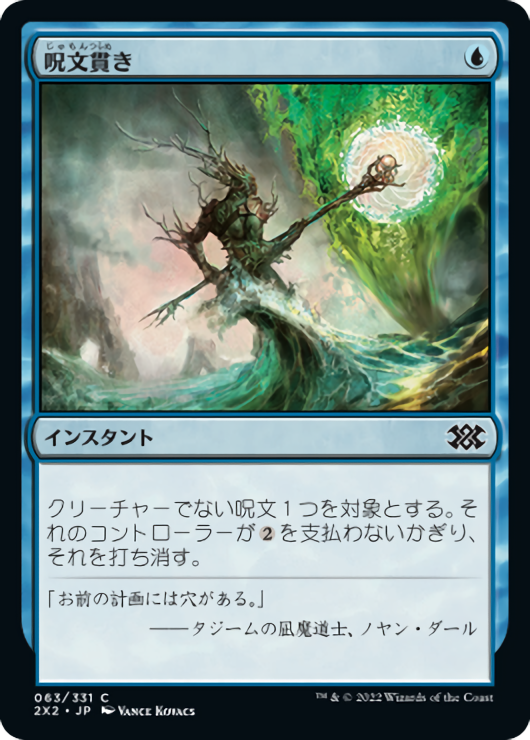 じゅもんつらぬき
呪文貫き
インスタント
クリーチャーでない呪文1つを対象とする。そ
れのコントローラーが2を支払わないかぎり、
それを打ち消す。
「お前の計画には穴がある。」
──タジームの凪魔道士、ノヤン・ダール
063/331 C
2X2 • JP Vance Kovacs
™ & © 2022 Wizards of the Coast